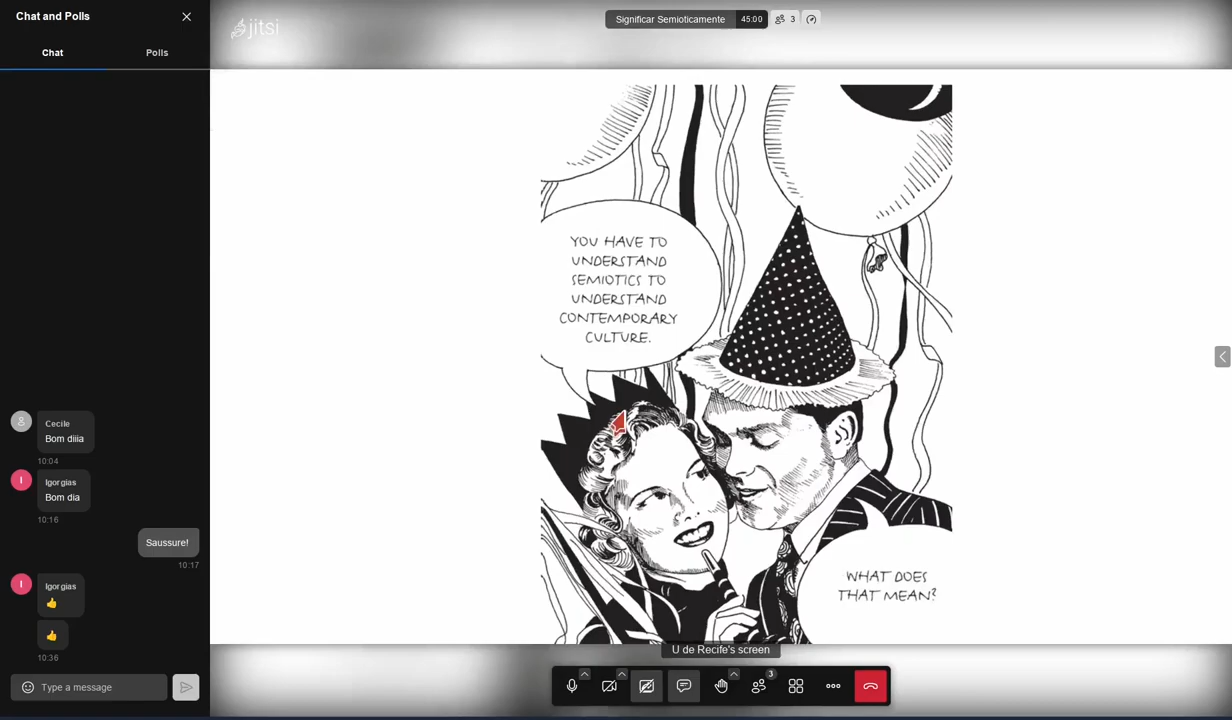 Chat and Polls
Chat
Polls
Cecile
Bom diiia
10:04
I
Igorgias
Bom dia
10:16
Saussure!
10:17
I
Igorgias
👍
👍
10:36
Type a message
jitsi
Significar Semioticamente
45:00
3
YOU HAVE TO
UNDERSTAND
SEMIOTICS TO
UNDERSTAND
CONTEMPORARY
CULTURE.
WHAT DOES
THAT MEAN?
U de Recife's screen
3